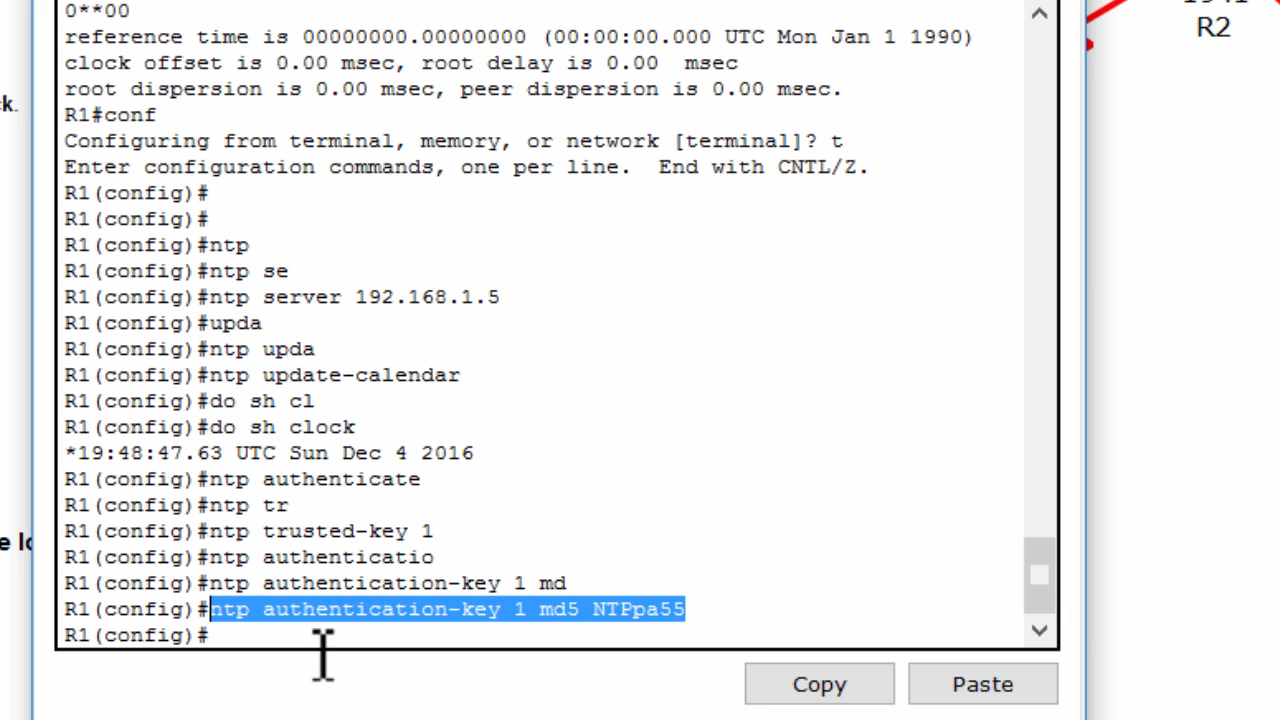 0**00
reference time is 00000000.00000000 (00:00:00.000 UTC Mon Jan 1 1990)
clock offset is 0.00 msec, root delay is 0.00  msec
root dispersion is 0.00 msec, peer dispersion is 0.00 msec.
R1#conf
Configuring from terminal, memory, or network [terminal]? t
Enter configuration commands, one per line.  End with CNTL/Z.
R1(config)#
R1(config)#
R1(config)#ntp
R1(config)#ntp se
R1(config)#ntp server 192.168.1.5
R1(config)#upda
R1(config)#ntp upda
R1(config)#ntp update-calendar
R1(config)#do sh cl
R1(config)#do sh clock
*19:48:47.63 UTC Sun Dec 4 2016
R1(config)#ntp authenticate
R1(config)#ntp tr
R1(config)#ntp trusted-key 1
R1(config)#ntp authenticatio
R1(config)#ntp authentication-key 1 md
R1(config)#ntp authentication-key 1 md5 NTPpa55
R1(config)#
Copy
Paste
R2
ck.